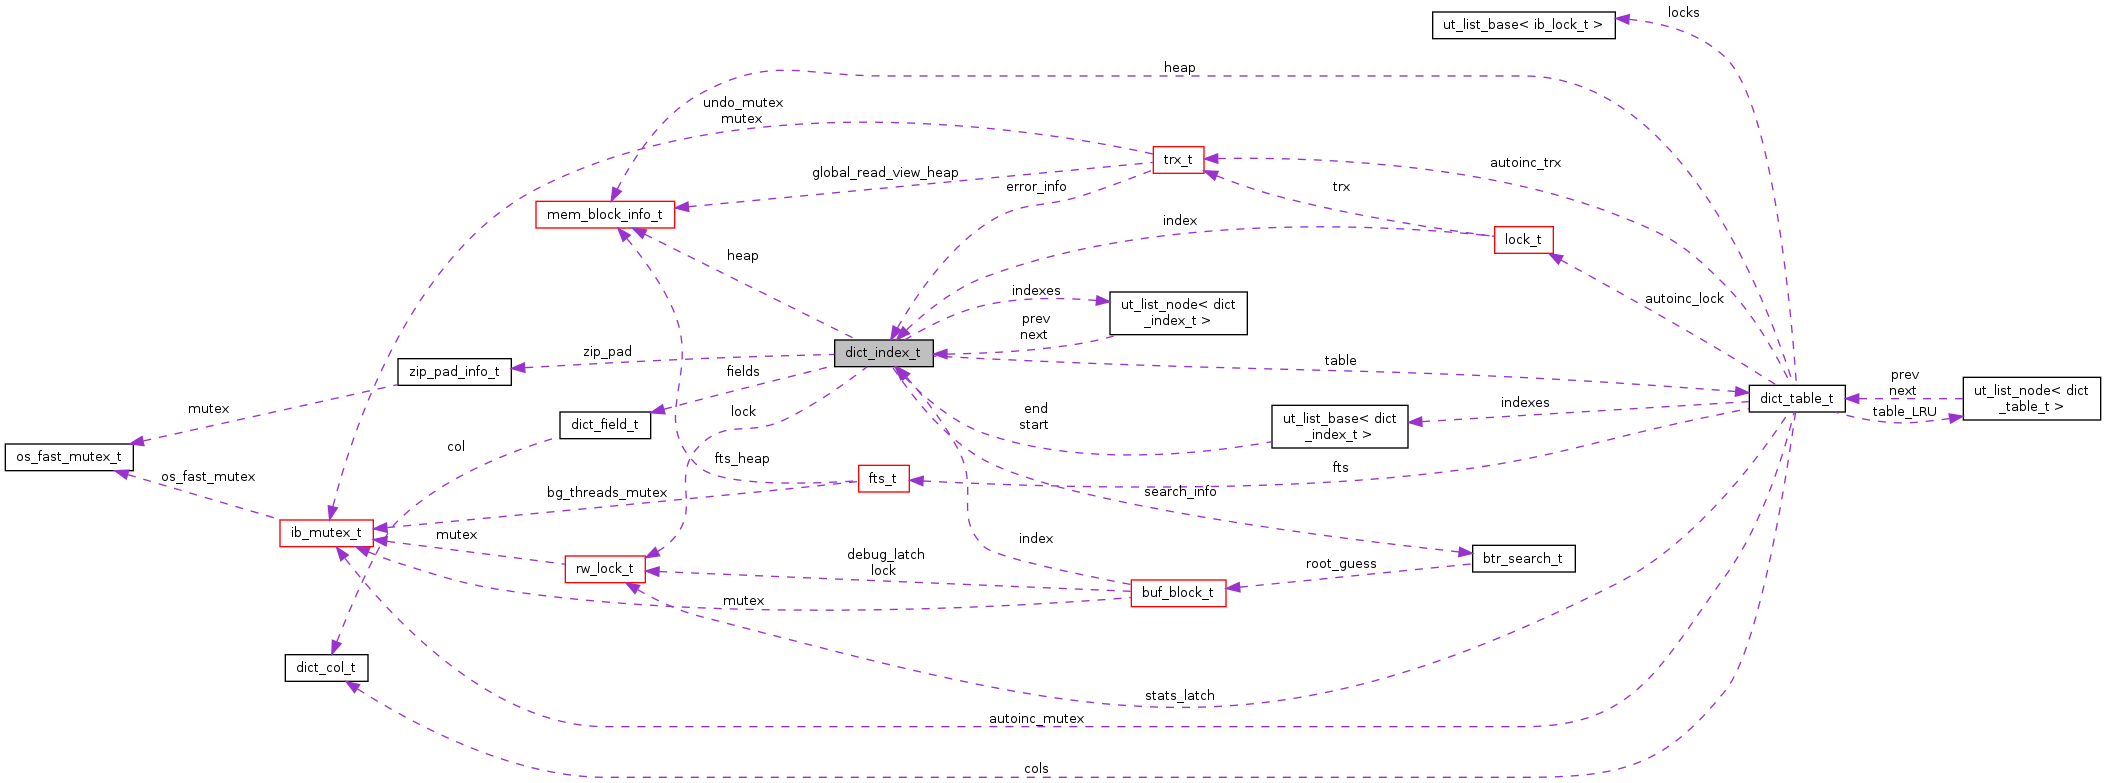 locks
ut_list_base< ib_lock_t >
heap
undo_mutex
mutex
trx_t
autoinc_trx
global_read_view_heap
error_info
trx
mem_block_info_t
index
lock_t
heap
indexes
ut_list_node< dict
_index_t >
autoinc_lock
prev
next
dict_index_t
zip_pad
table
zip_pad_info_t
fields
prev
next
ut_list_node< dict
_table_t >
dict_table_t
table_LRU
mutex
lock
end
start
indexes
ut_list_base< dict
_index_t >
dict_field_t
col
os_fast_mutex_t
fts_heap
fts
os_fast_mutex
fts_t
bg_threads_mutex
search_info
ib_mutex_t
mutex
index
debug_latch
lock
btr_search_t
root_guess
rw_lock_t
buf_block_t
mutex
dict_col_t
stats_latch
autoinc_mutex
cols